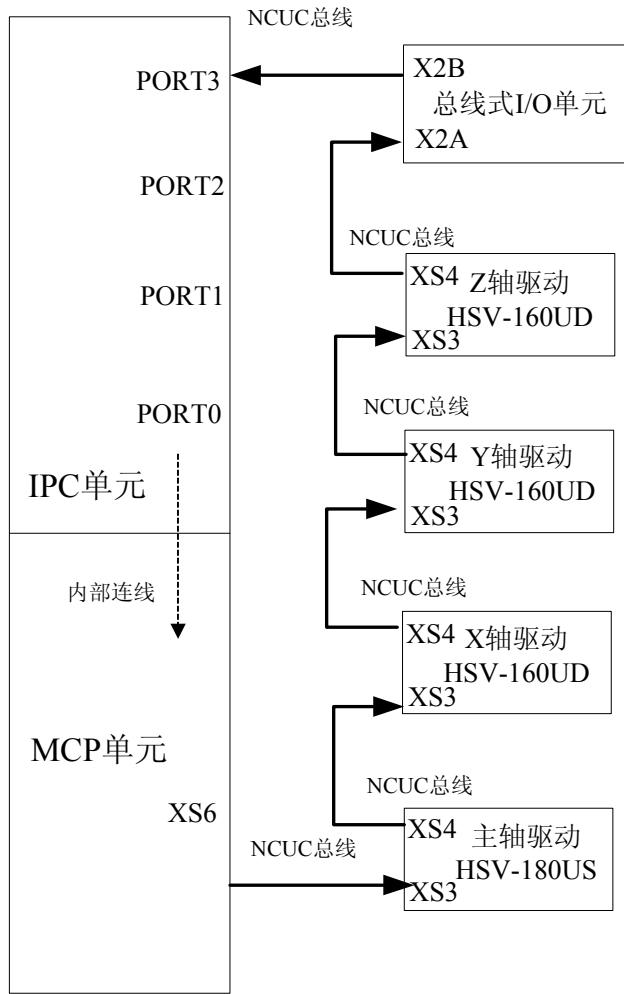 NCUC总线
PORT3
X2B
总线式I/O单元
X2A
PORT2
NCUC总线
XS4
Z轴驱动
HSV-160UD
XS3
PORT1
NCUC总线
PORT0
XS4
Y轴驱动
HSV-160UD
XS3
IPC单元
内部连线
NCUC总线
XS4
X轴驱动
HSV-160UD
XS3
MCP单元
NCUC总线
XS6
XS4
主轴驱动
HSV-180US
NCUC总线
XS3